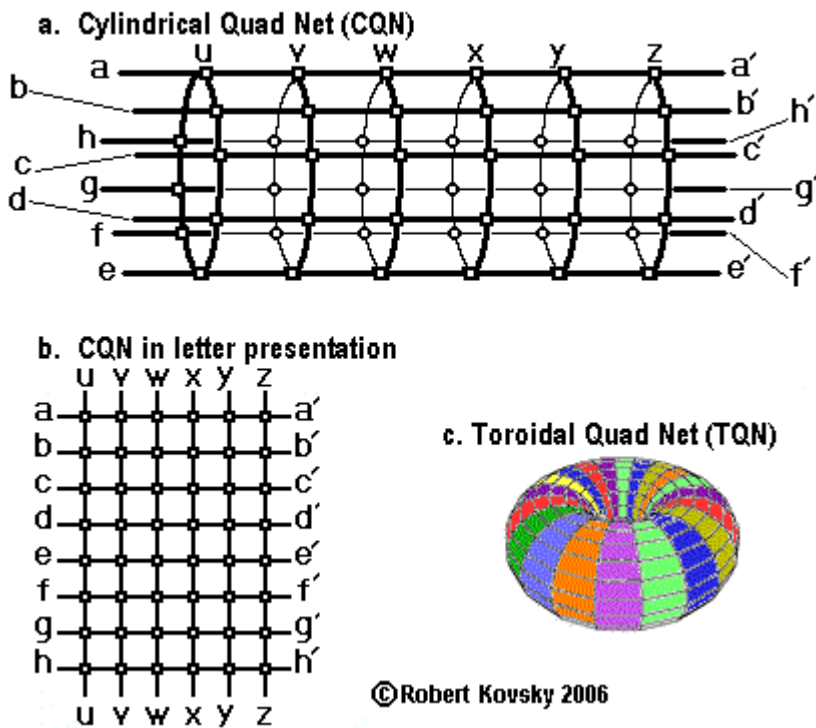 a. Cylindrical Quad Net (CQN)
u v w x y z
a a′
b b′
h h′
c c′
g g′
d d′
f f′
e e′
b. CQN in letter presentation
u v w x y z
a a′
b b′
c c′
d d′
e e′
f f′
g g′
h h′
u v w x y z
c. Toroidal Quad Net (TQN)
©Robert Kovsky 2006